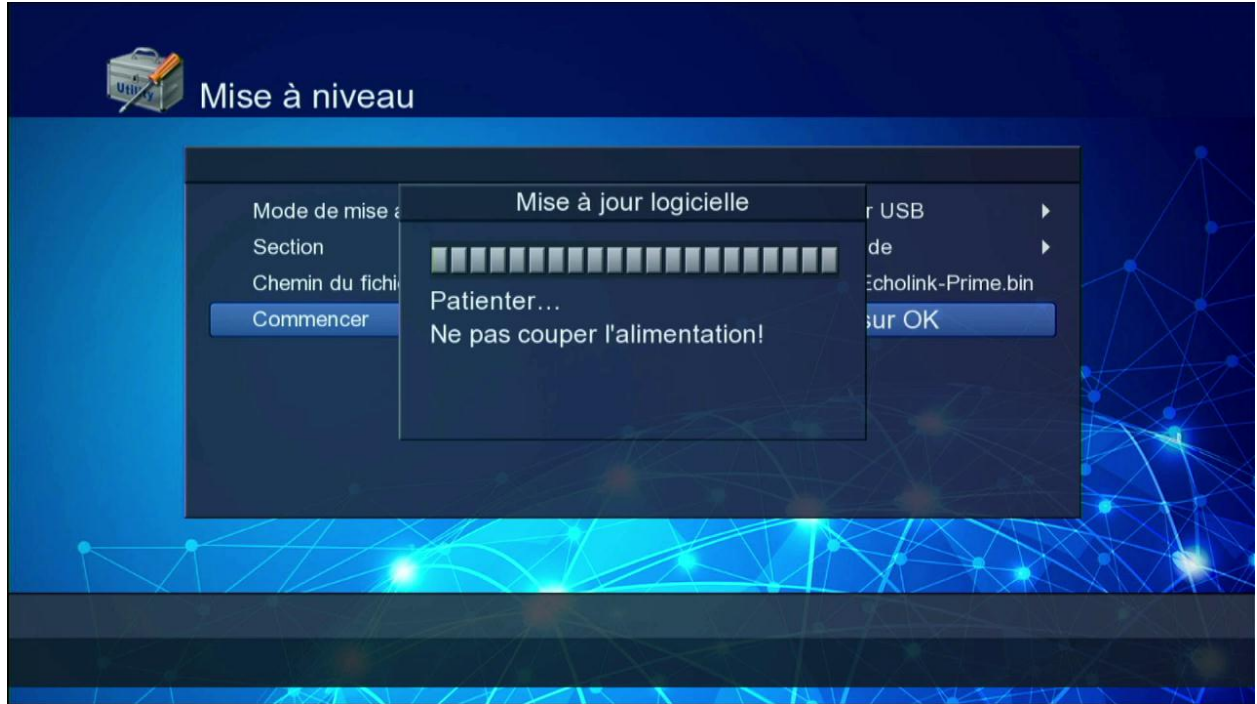 Utility
Mise à niveau
Mise à jour logicielle
Mode de mise
r USB
Section
de
Chemin du fichi
Echolink-Prime.bin
Commencer
sur OK
Patienter...
Ne pas couper l'alimentation!